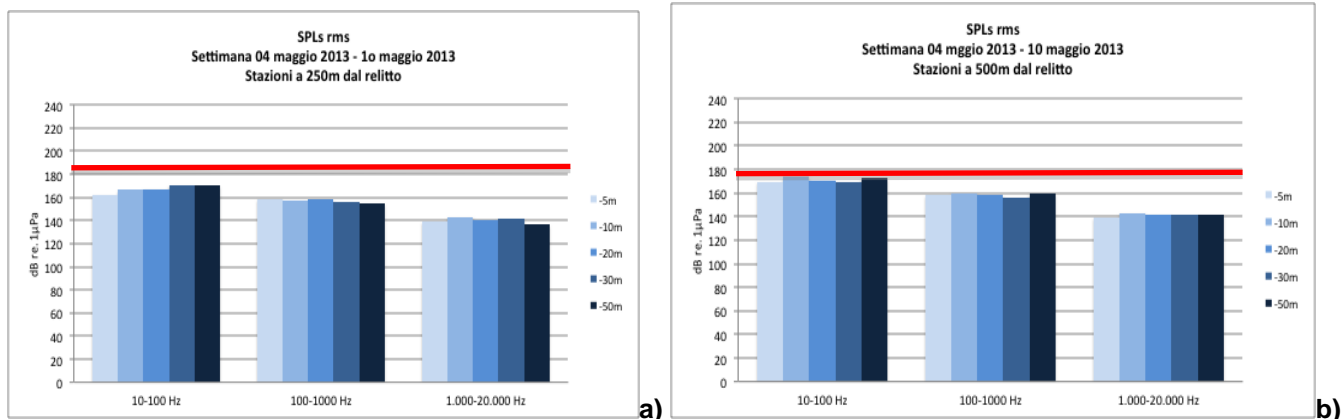 SPLs rms
Settimana 04 maggio 2013 - 1o maggio 2013
Stazioni a 250m dal relitto
240
220
200
180
160
140
120
100
80
60
40
20
0
dB re. 1µPa
10-100 Hz
100-1000 Hz
1.000-20.000 Hz
-5m
-10m
-20m
-30m
-50m
a)
SPLs rms
Settimana 04 mggio 2013 - 10 maggio 2013
Stazioni a 500m dal relitto
240
220
200
180
160
140
120
100
80
60
40
20
0
dB re. 1µPa
10-100 Hz
100-1000 Hz
1.000-20.000 Hz
-5m
-10m
-20m
-30m
-50m
b)